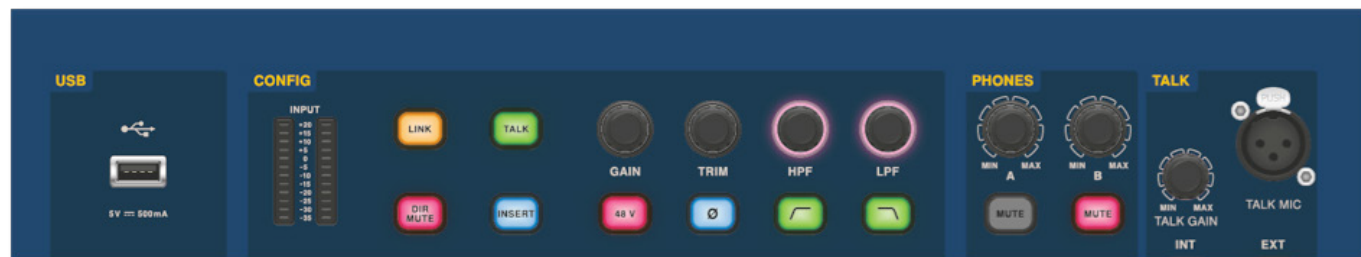 USB
5V ⎓ 500mA
CONFIG
INPUT
+20
+15
+10
+5
0
-5
-10
-15
-20
-25
-30
-35
LINK
TALK
DIR
MUTE
INSERT
GAIN
TRIM
HPF
LPF
48 V
Ø
PHONES
MIN MAX
A
MIN MAX
B
MUTE
MUTE
TALK
PUSH
MIN MAX
TALK GAIN
TALK MIC
INT
EXT